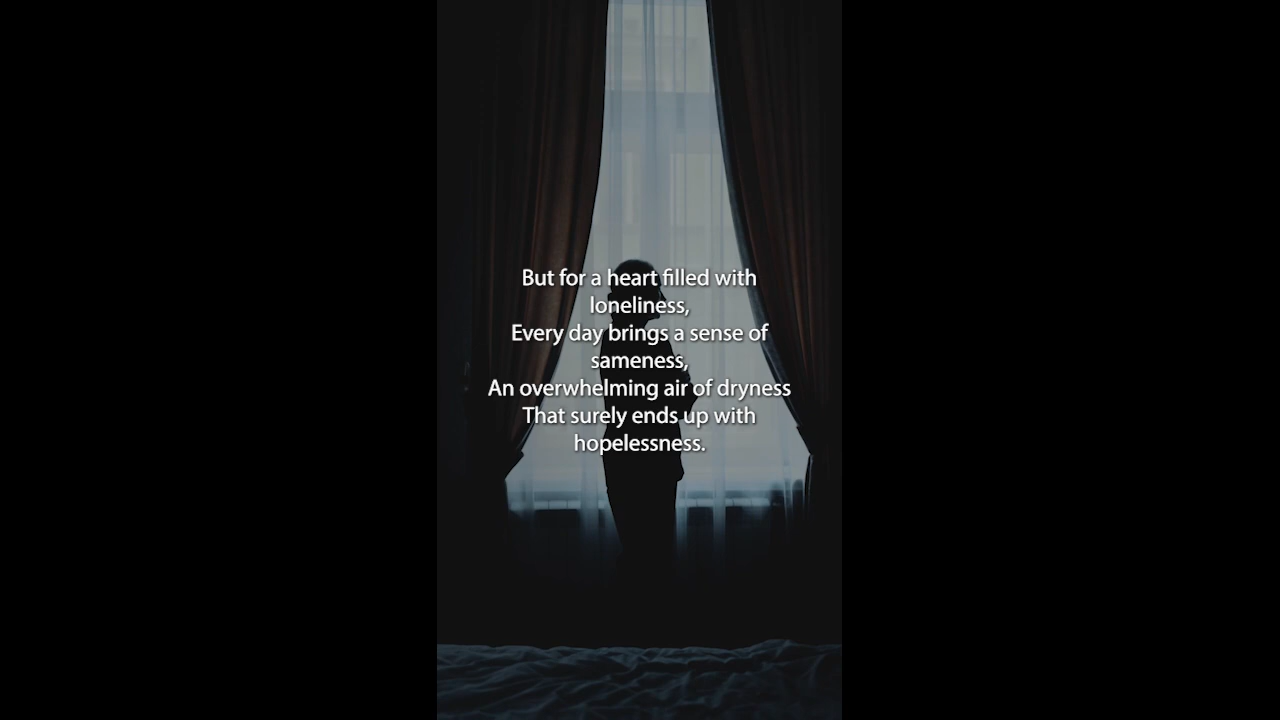 But for a heart filled with
loneliness,
Every day brings a sense of
sameness,
An overwhelming air of dryness
That surely ends up with
hopelessness.